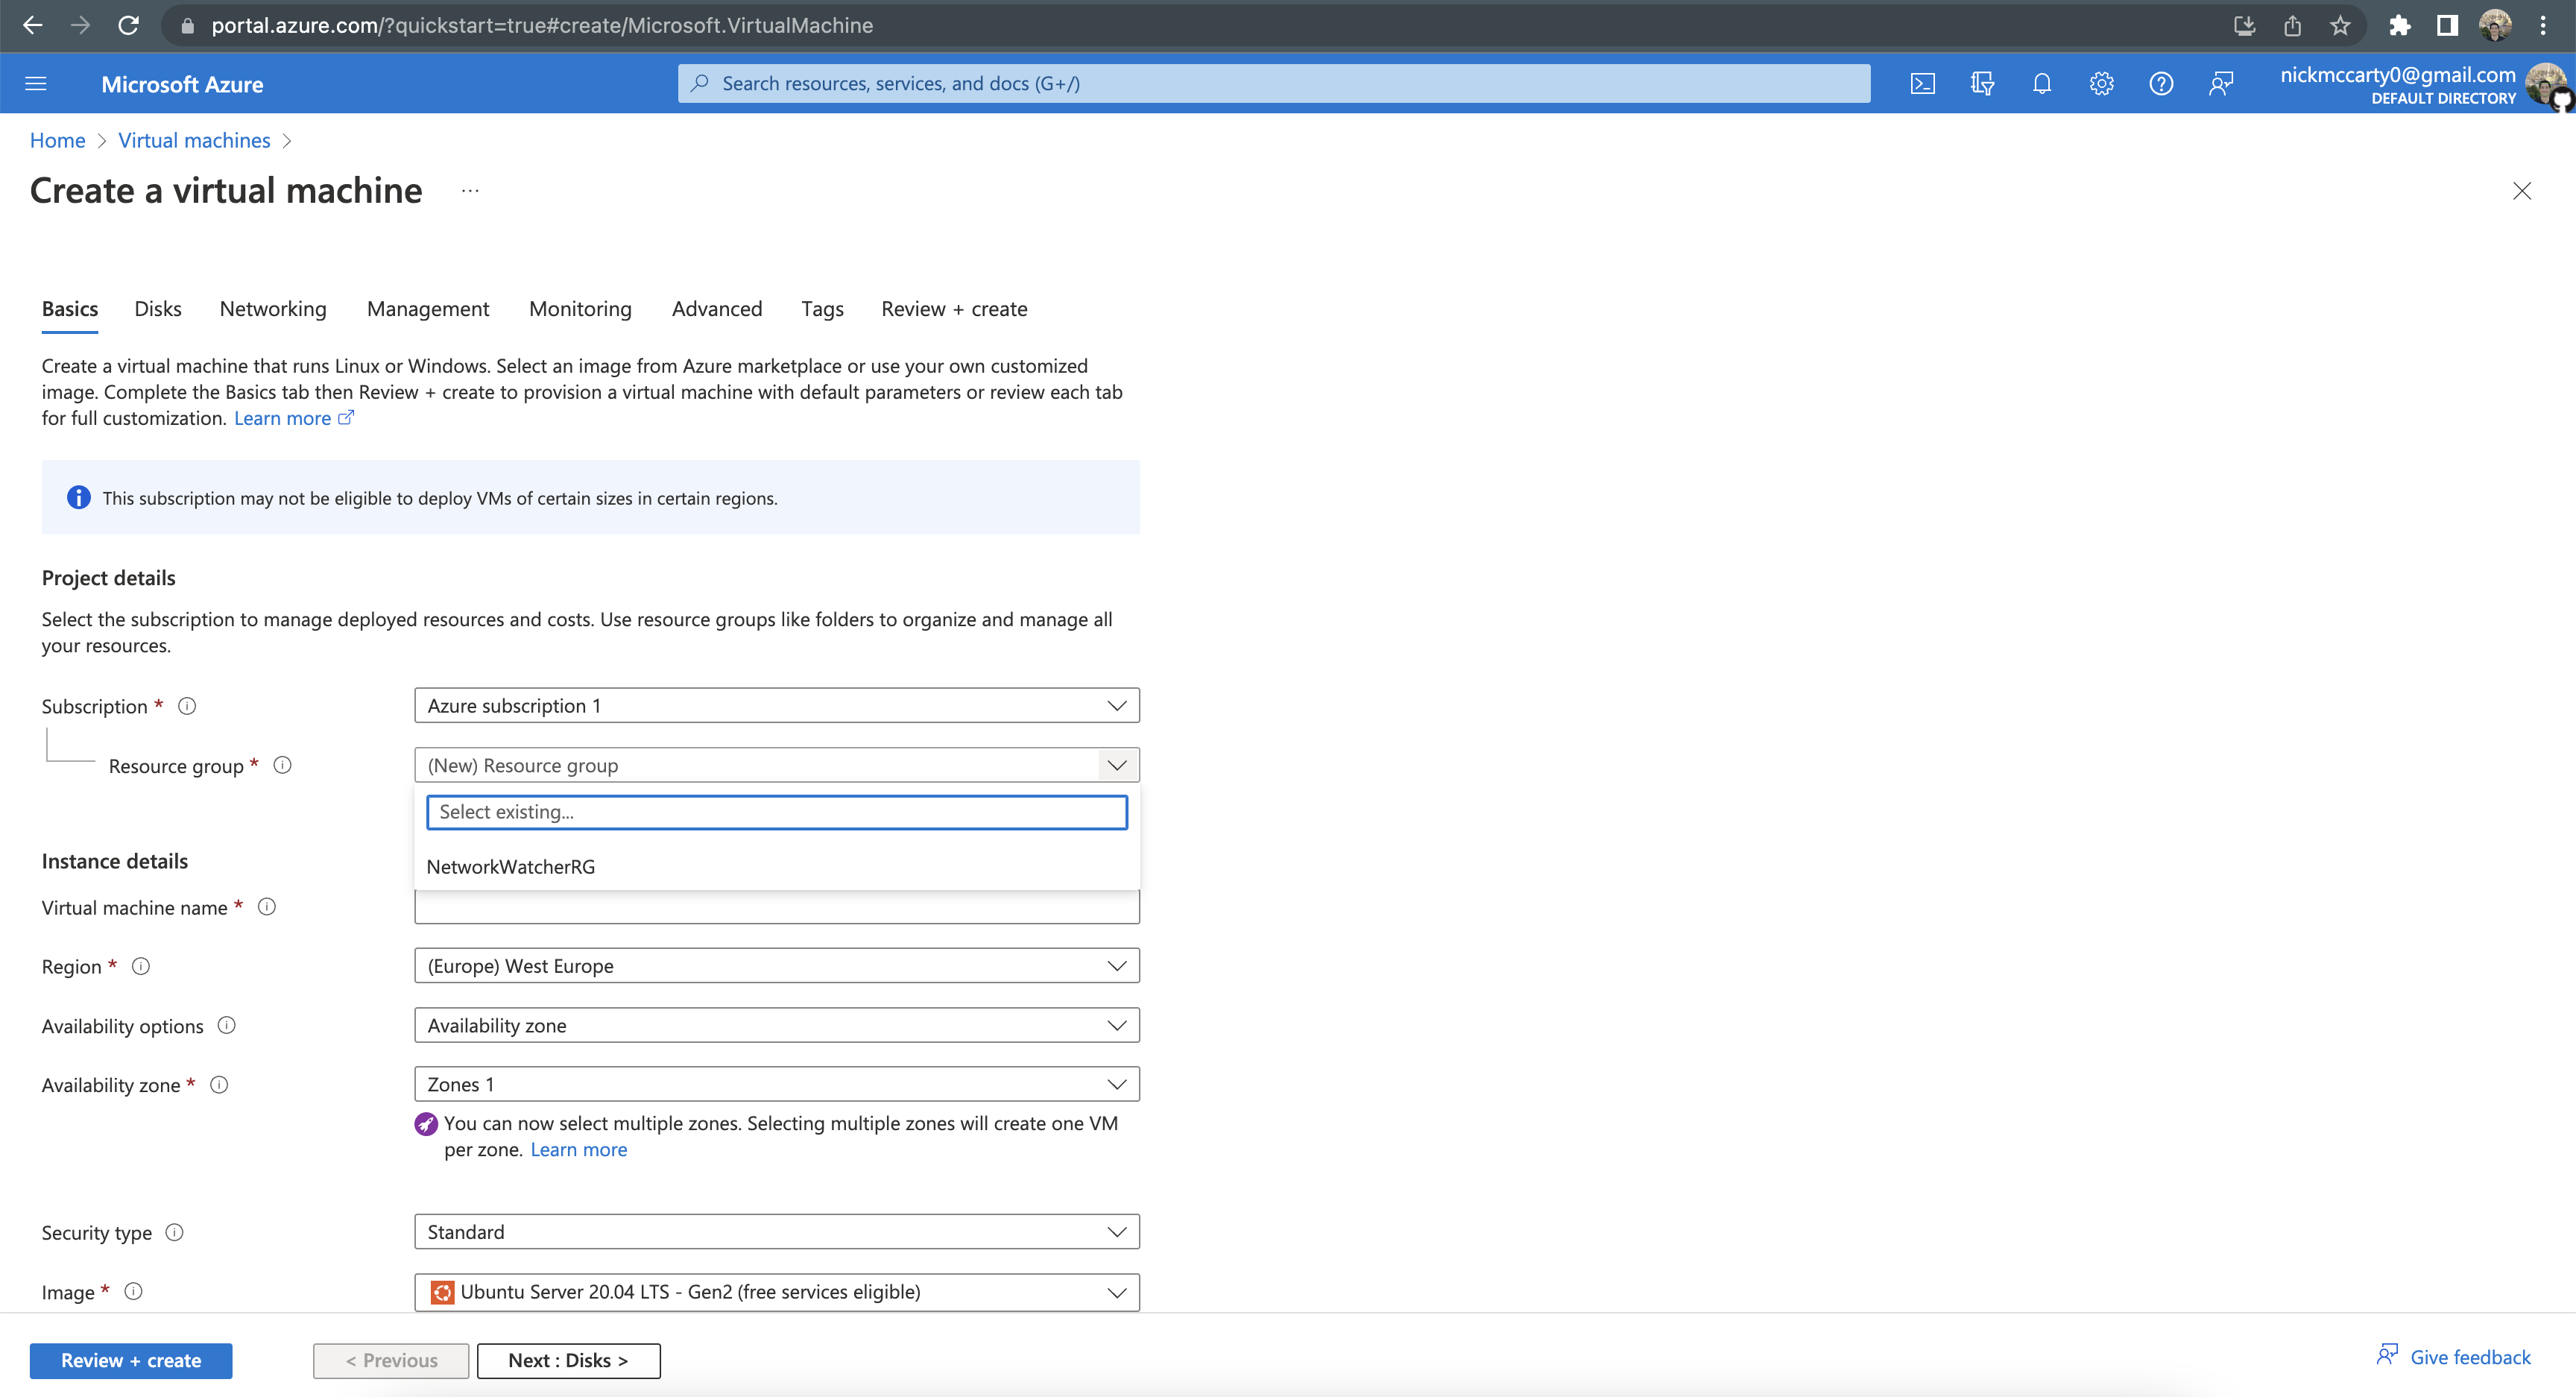 portal.azure.com/?quickstart=true#create/Microsoft.VirtualMachine
Microsoft Azure
Search resources, services, and docs (G+/)
nickmccarty0@gmail.com
DEFAULT DIRECTORY
Home > Virtual machines >
Create a virtual machine ...
Basics Disks Networking Management Monitoring Advanced Tags Review + create
Create a virtual machine that runs Linux or Windows. Select an image from Azure marketplace or use your own customized
image. Complete the Basics tab then Review + create to provision a virtual machine with default parameters or review each tab
for full customization. Learn more
This subscription may not be eligible to deploy VMs of certain sizes in certain regions.
Project details
Select the subscription to manage deployed resources and costs. Use resource groups like folders to organize and manage all
your resources.
Subscription * Azure subscription 1
Resource group * (New) Resource group
Select existing...
NetworkWatcherRG
Instance details
Virtual machine name *
Region * (Europe) West Europe
Availability options Availability zone
Availability zone * Zones 1
You can now select multiple zones. Selecting multiple zones will create one VM
per zone. Learn more
Security type Standard
Image * Ubuntu Server 20.04 LTS - Gen2 (free services eligible)
Review + create < Previous Next : Disks > Give feedback